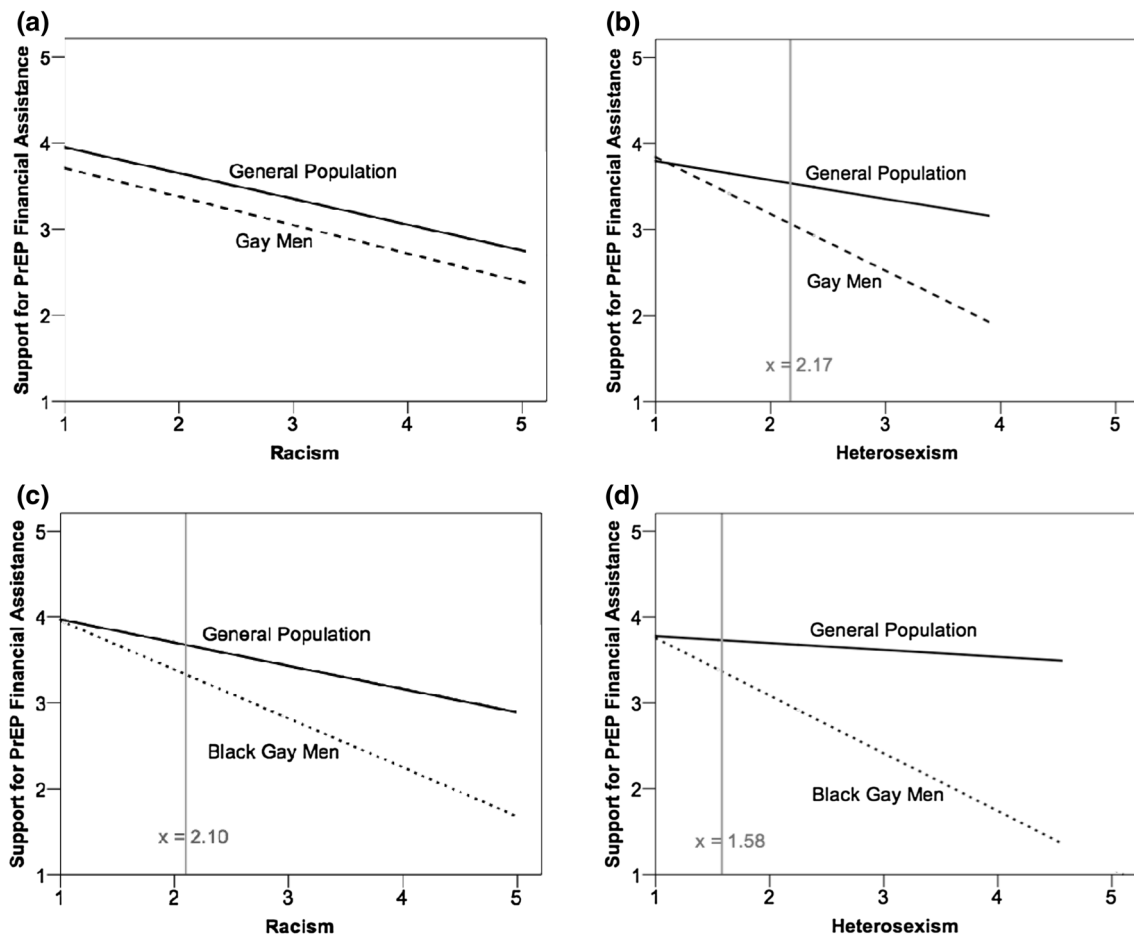 (a)
Support for PrEP Financial Assistance
5
4
3
2
1
General Population
Gay Men
1 2 3 4 5
Racism
(b)
Support for PrEP Financial Assistance
5
4
3
2
1
General Population
Gay Men
x = 2.17
1 2 3 4 5
Heterosexism
(c)
Support for PrEP Financial Assistance
5
4
3
2
1
General Population
Black Gay Men
x = 2.10
1 2 3 4 5
Racism
(d)
Support for PrEP Financial Assistance
5
4
3
2
1
General Population
Black Gay Men
x = 1.58
1 2 3 4 5
Heterosexism